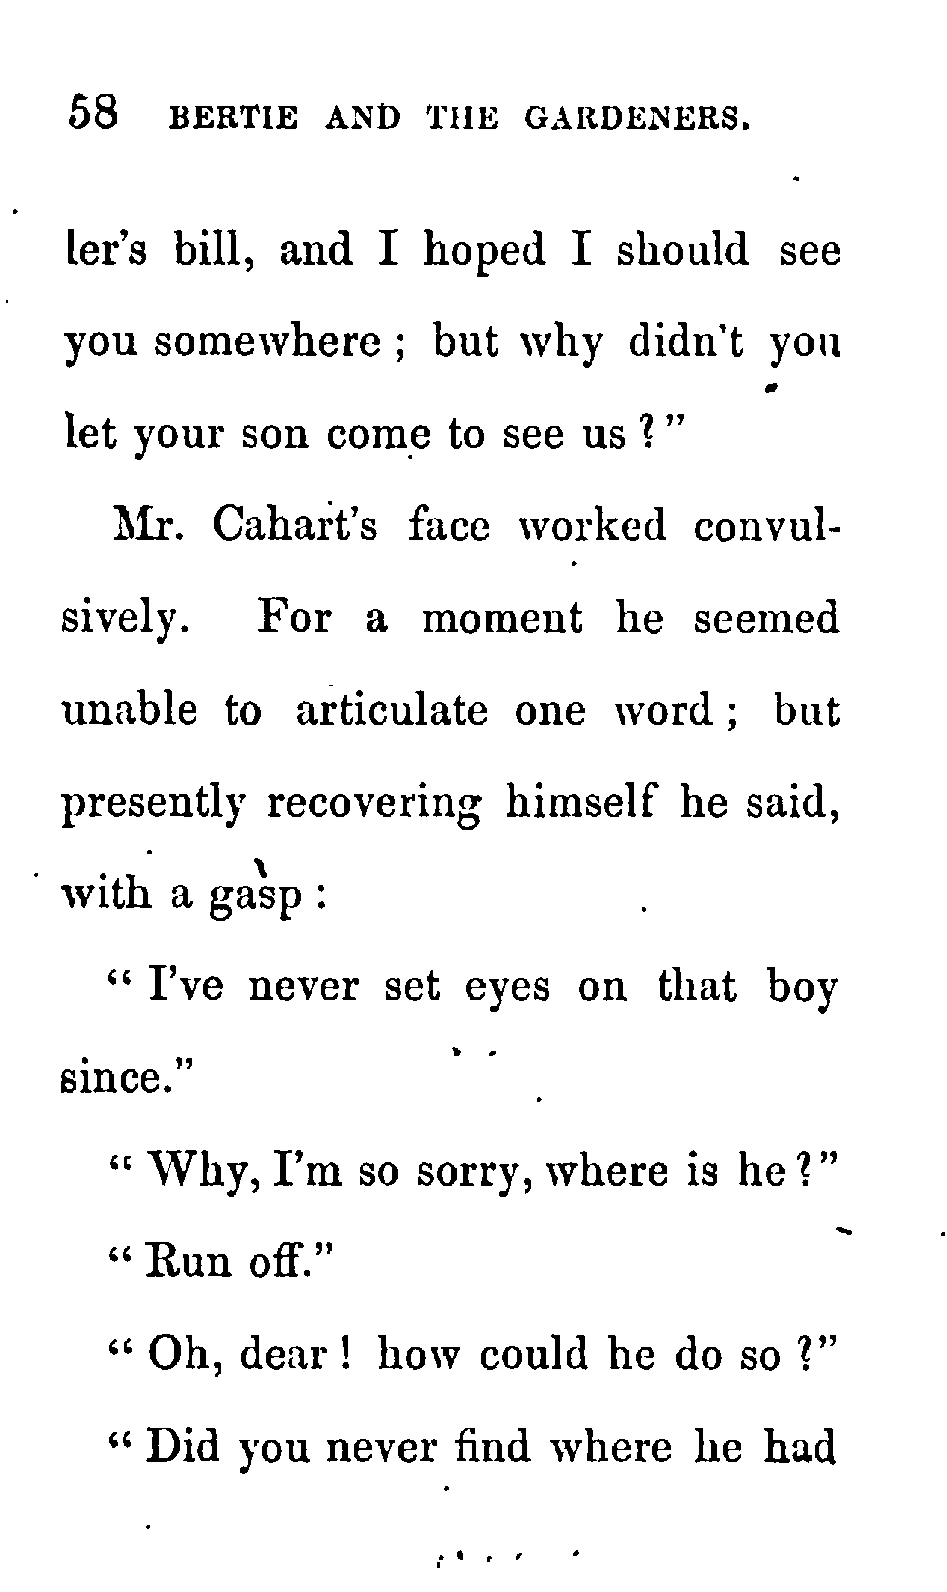 58 BERTIE AND THE GARDENERS.
ler's bill, and I hoped I should see
you somewhere ; but why didn't you
let your son come to see us ?"
Mr. Cahart's face worked convul-
sively. For a moment he seemed
unable to articulate one word ; but
presently recovering himself he said,
with a gasp :
" I've never set eyes on that boy
since."
" Why, I'm so sorry, where is he ?"
" Run off."
" Oh, dear ! how could he do so ?"
" Did you never find where he had